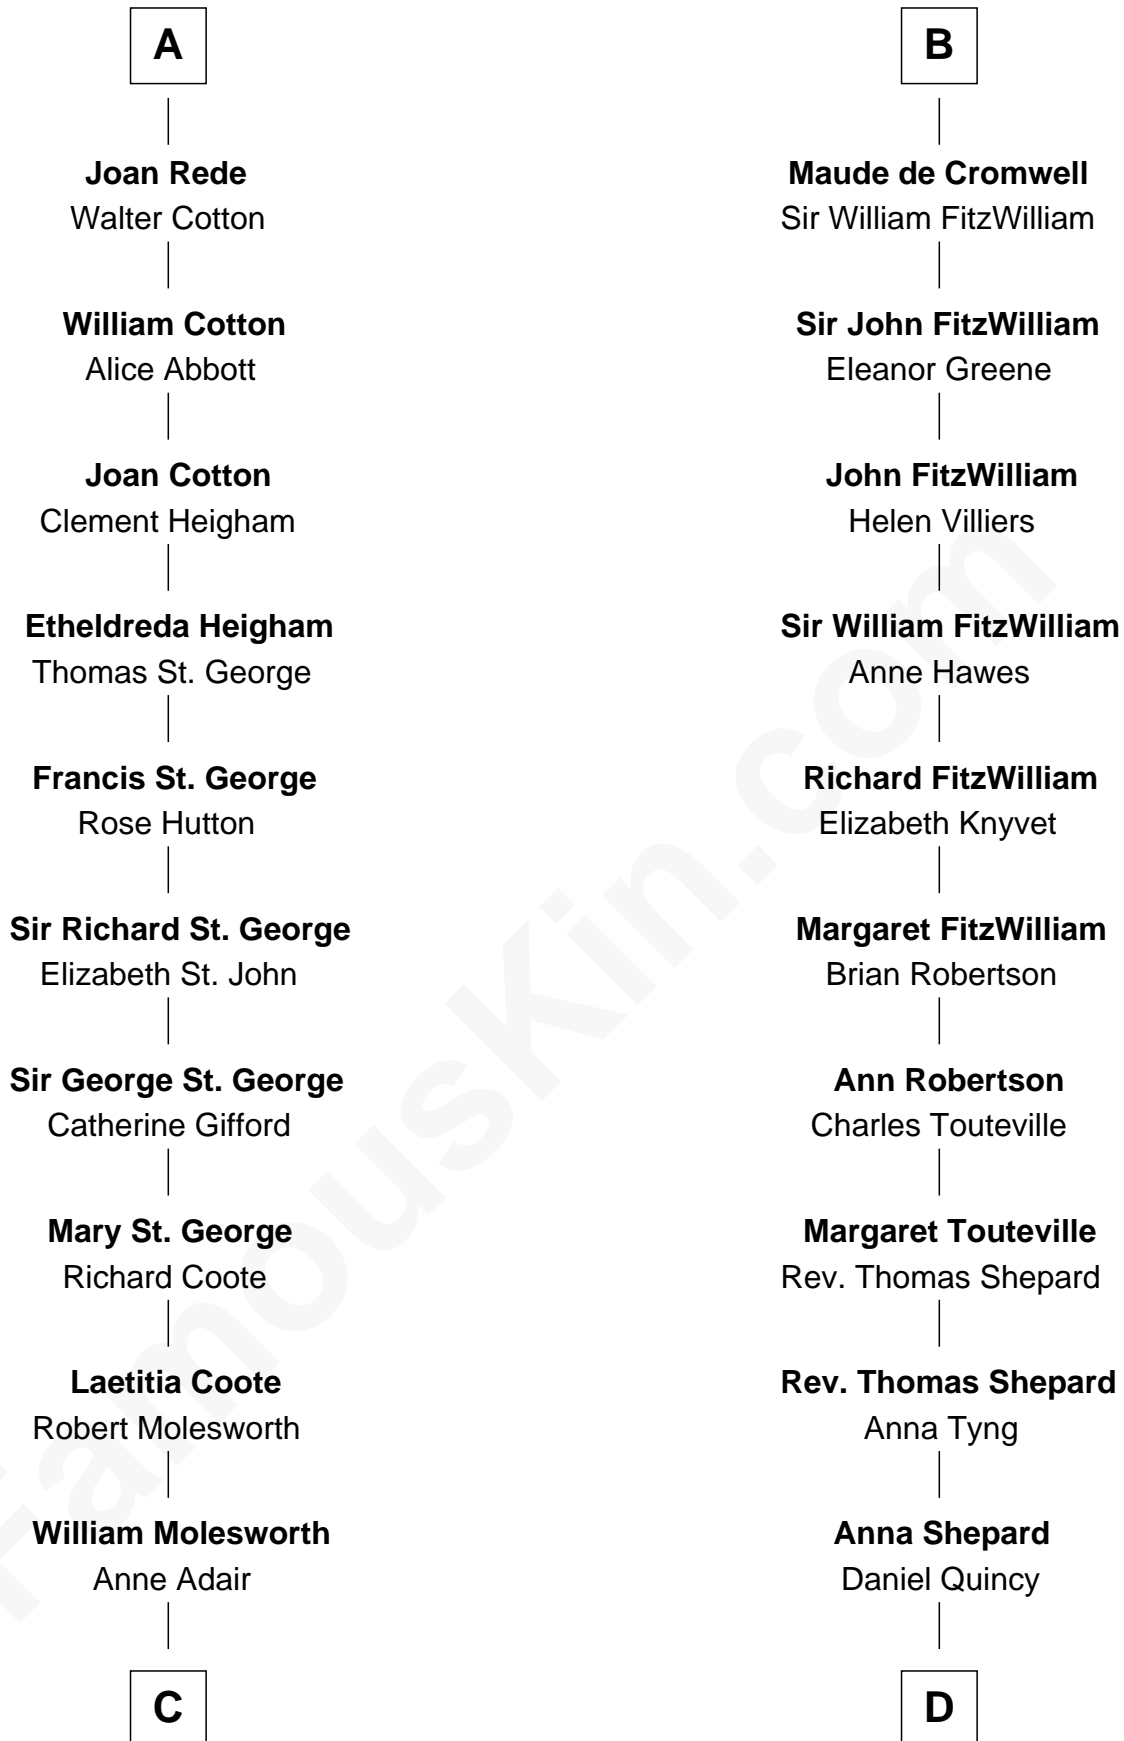 A
Joan Rede
Walter Cotton
William Cotton
Alice Abbott
Joan Cotton
Clement Heigham
Etheldreda Heigham
Thomas St. George
Francis St. George
Rose Hutton
Sir Richard St. George
Elizabeth St. John
Sir George St. George
Catherine Gifford
Mary St. George
Richard Coote
Laetitia Coote
Robert Molesworth
William Molesworth
Anne Adair
C
B
Maude de Cromwell
Sir William FitzWilliam
Sir John FitzWilliam
Eleanor Greene
John FitzWilliam
Helen Villiers
Sir William FitzWilliam
Anne Hawes
Richard FitzWilliam
Elizabeth Knyvet
Margaret FitzWilliam
Brian Robertson
Ann Robertson
Charles Touteville
Margaret Touteville
Rev. Thomas Shepard
Rev. Thomas Shepard
Anna Tyng
Anna Shepard
Daniel Quincy
D
FamousKin.com